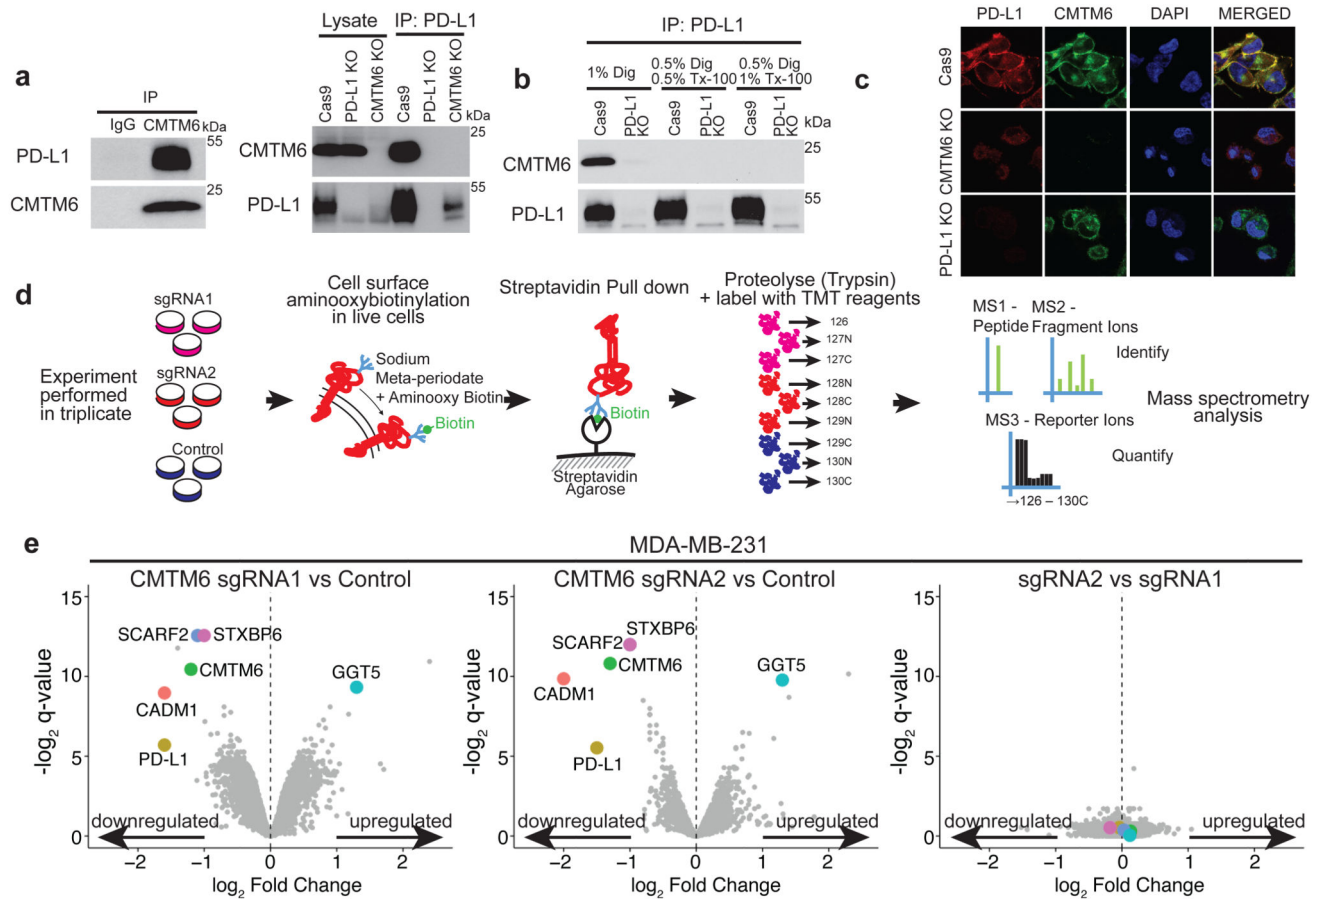 a
IP
IgG CMTM6 kDa
PD-L1
55
CMTM6
25
Lysate IP: PD-L1
Cas9
PD-L1 KO
CMTM6 KO
Cas9
PD-L1 KO
CMTM6 KO
kDa
CMTM6
25
PD-L1
55
b
IP: PD-L1
1% Dig
0.5% Dig
0.5% Tx-100
0.5% Dig
1% Tx-100
Cas9
PD-L1
KO
Cas9
PD-L1
KO
Cas9
PD-L1
KO
kDa
CMTM6
25
PD-L1
55
c
PD-L1 CMTM6 DAPI MERGED
Cas9
CMTM6 KO
PD-L1 KO
d
Experiment
performed
in triplicate
sgRNA1
sgRNA2
Control
Cell surface
aminooxybiotinylation
in live cells
Sodium
Meta-periodate
+ Aminooxy Biotin
Biotin
Streptavidin Pull down
Biotin
Streptavidin
Agarose
Proteolyse (Trypsin)
+ label with TMT reagents
126
127N
127C
128N
128C
129N
129C
130N
130C
MS1 -
Peptide
MS2 -
Fragment Ions
Identify
MS3 - Reporter Ions
Quantify
→126 – 130C
Mass spectrometry
analysis
e
MDA-MB-231
CMTM6 sgRNA1 vs Control
15
10
5
0
-log2 q-value
SCARF2
STXBP6
CMTM6
GGT5
CADM1
PD-L1
downregulated
upregulated
−2 −1 0 1 2
log2 Fold Change
CMTM6 sgRNA2 vs Control
15
10
5
0
-log2 q-value
STXBP6
SCARF2
CMTM6
GGT5
CADM1
PD-L1
downregulated
upregulated
−2 −1 0 1 2
log2 Fold Change
sgRNA2 vs sgRNA1
15
10
5
0
-log2 q-value
downregulated
upregulated
−2 −1 0 1 2
log2 Fold Change